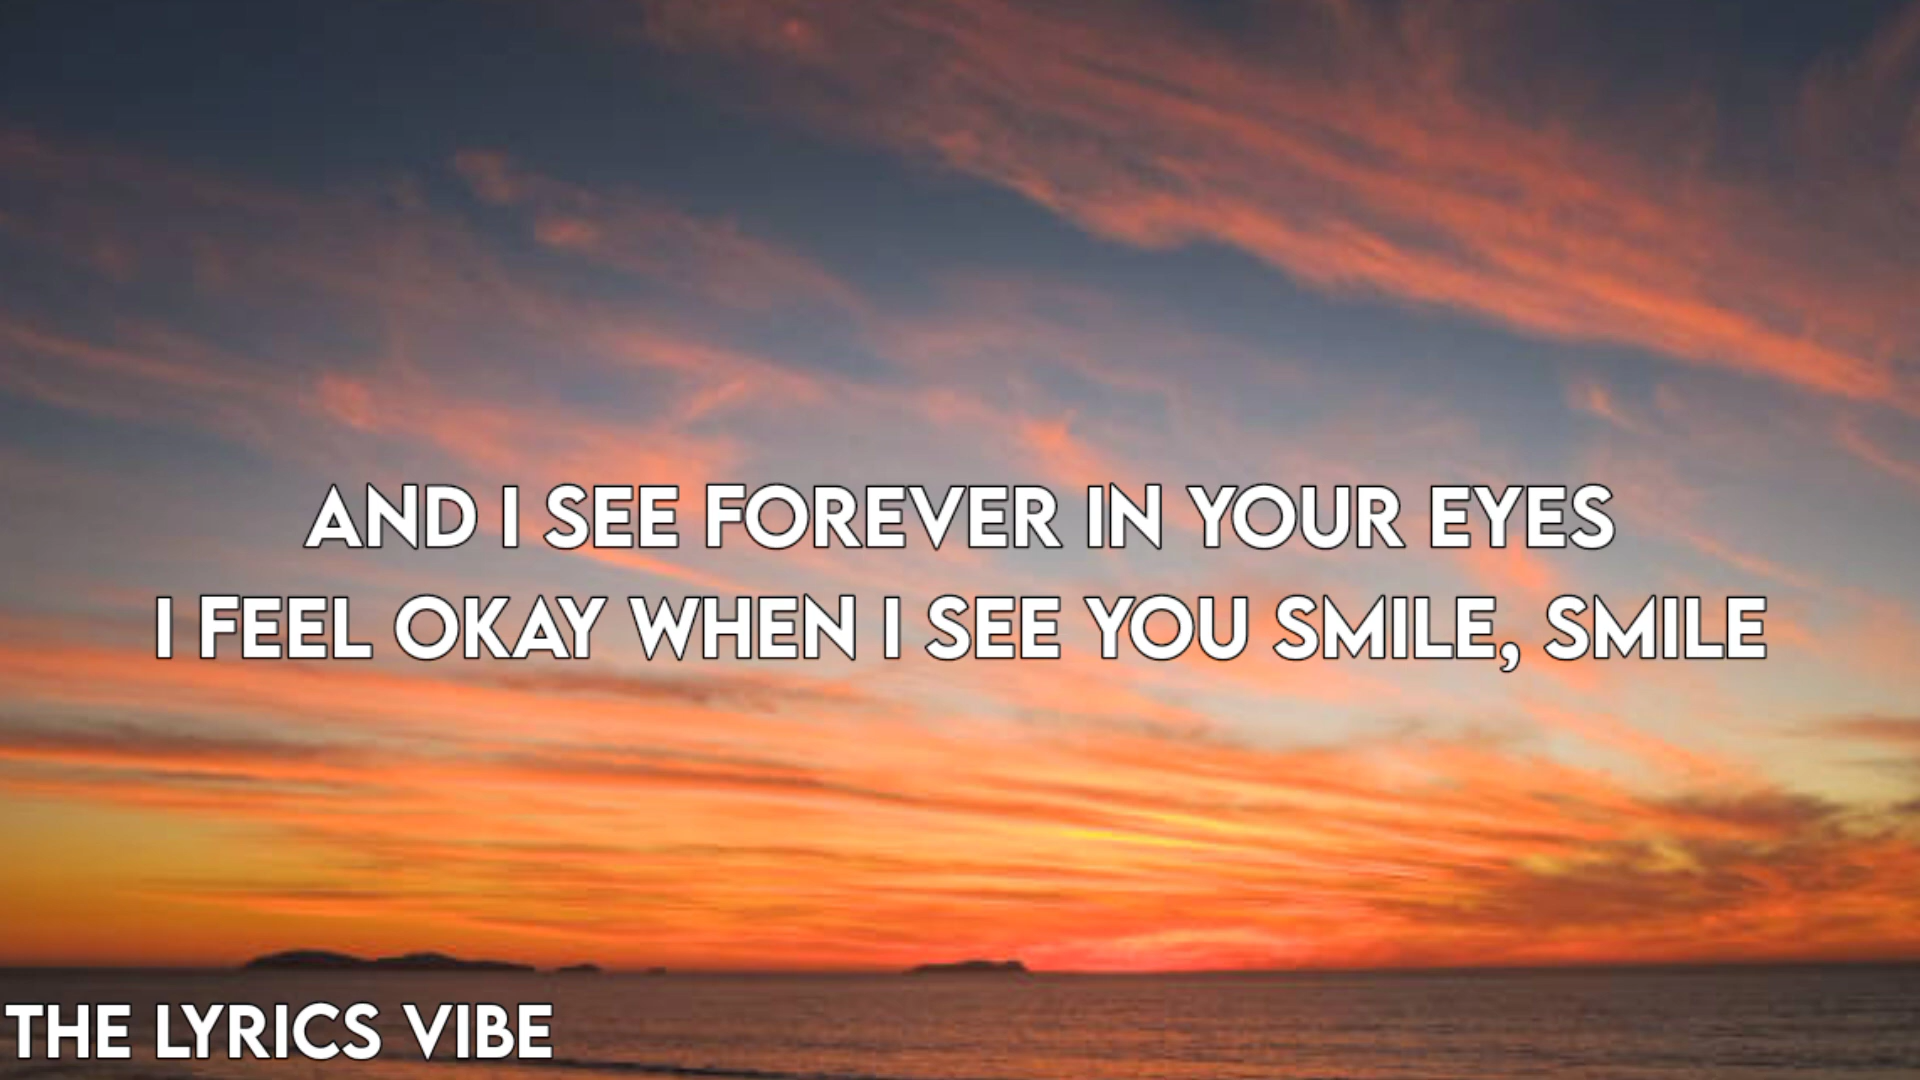 AND I SEE FOREVER IN YOUR EYES
I FEEL OKAY WHEN I SEE YOU SMILE, SMILE
THE LYRICS VIBE